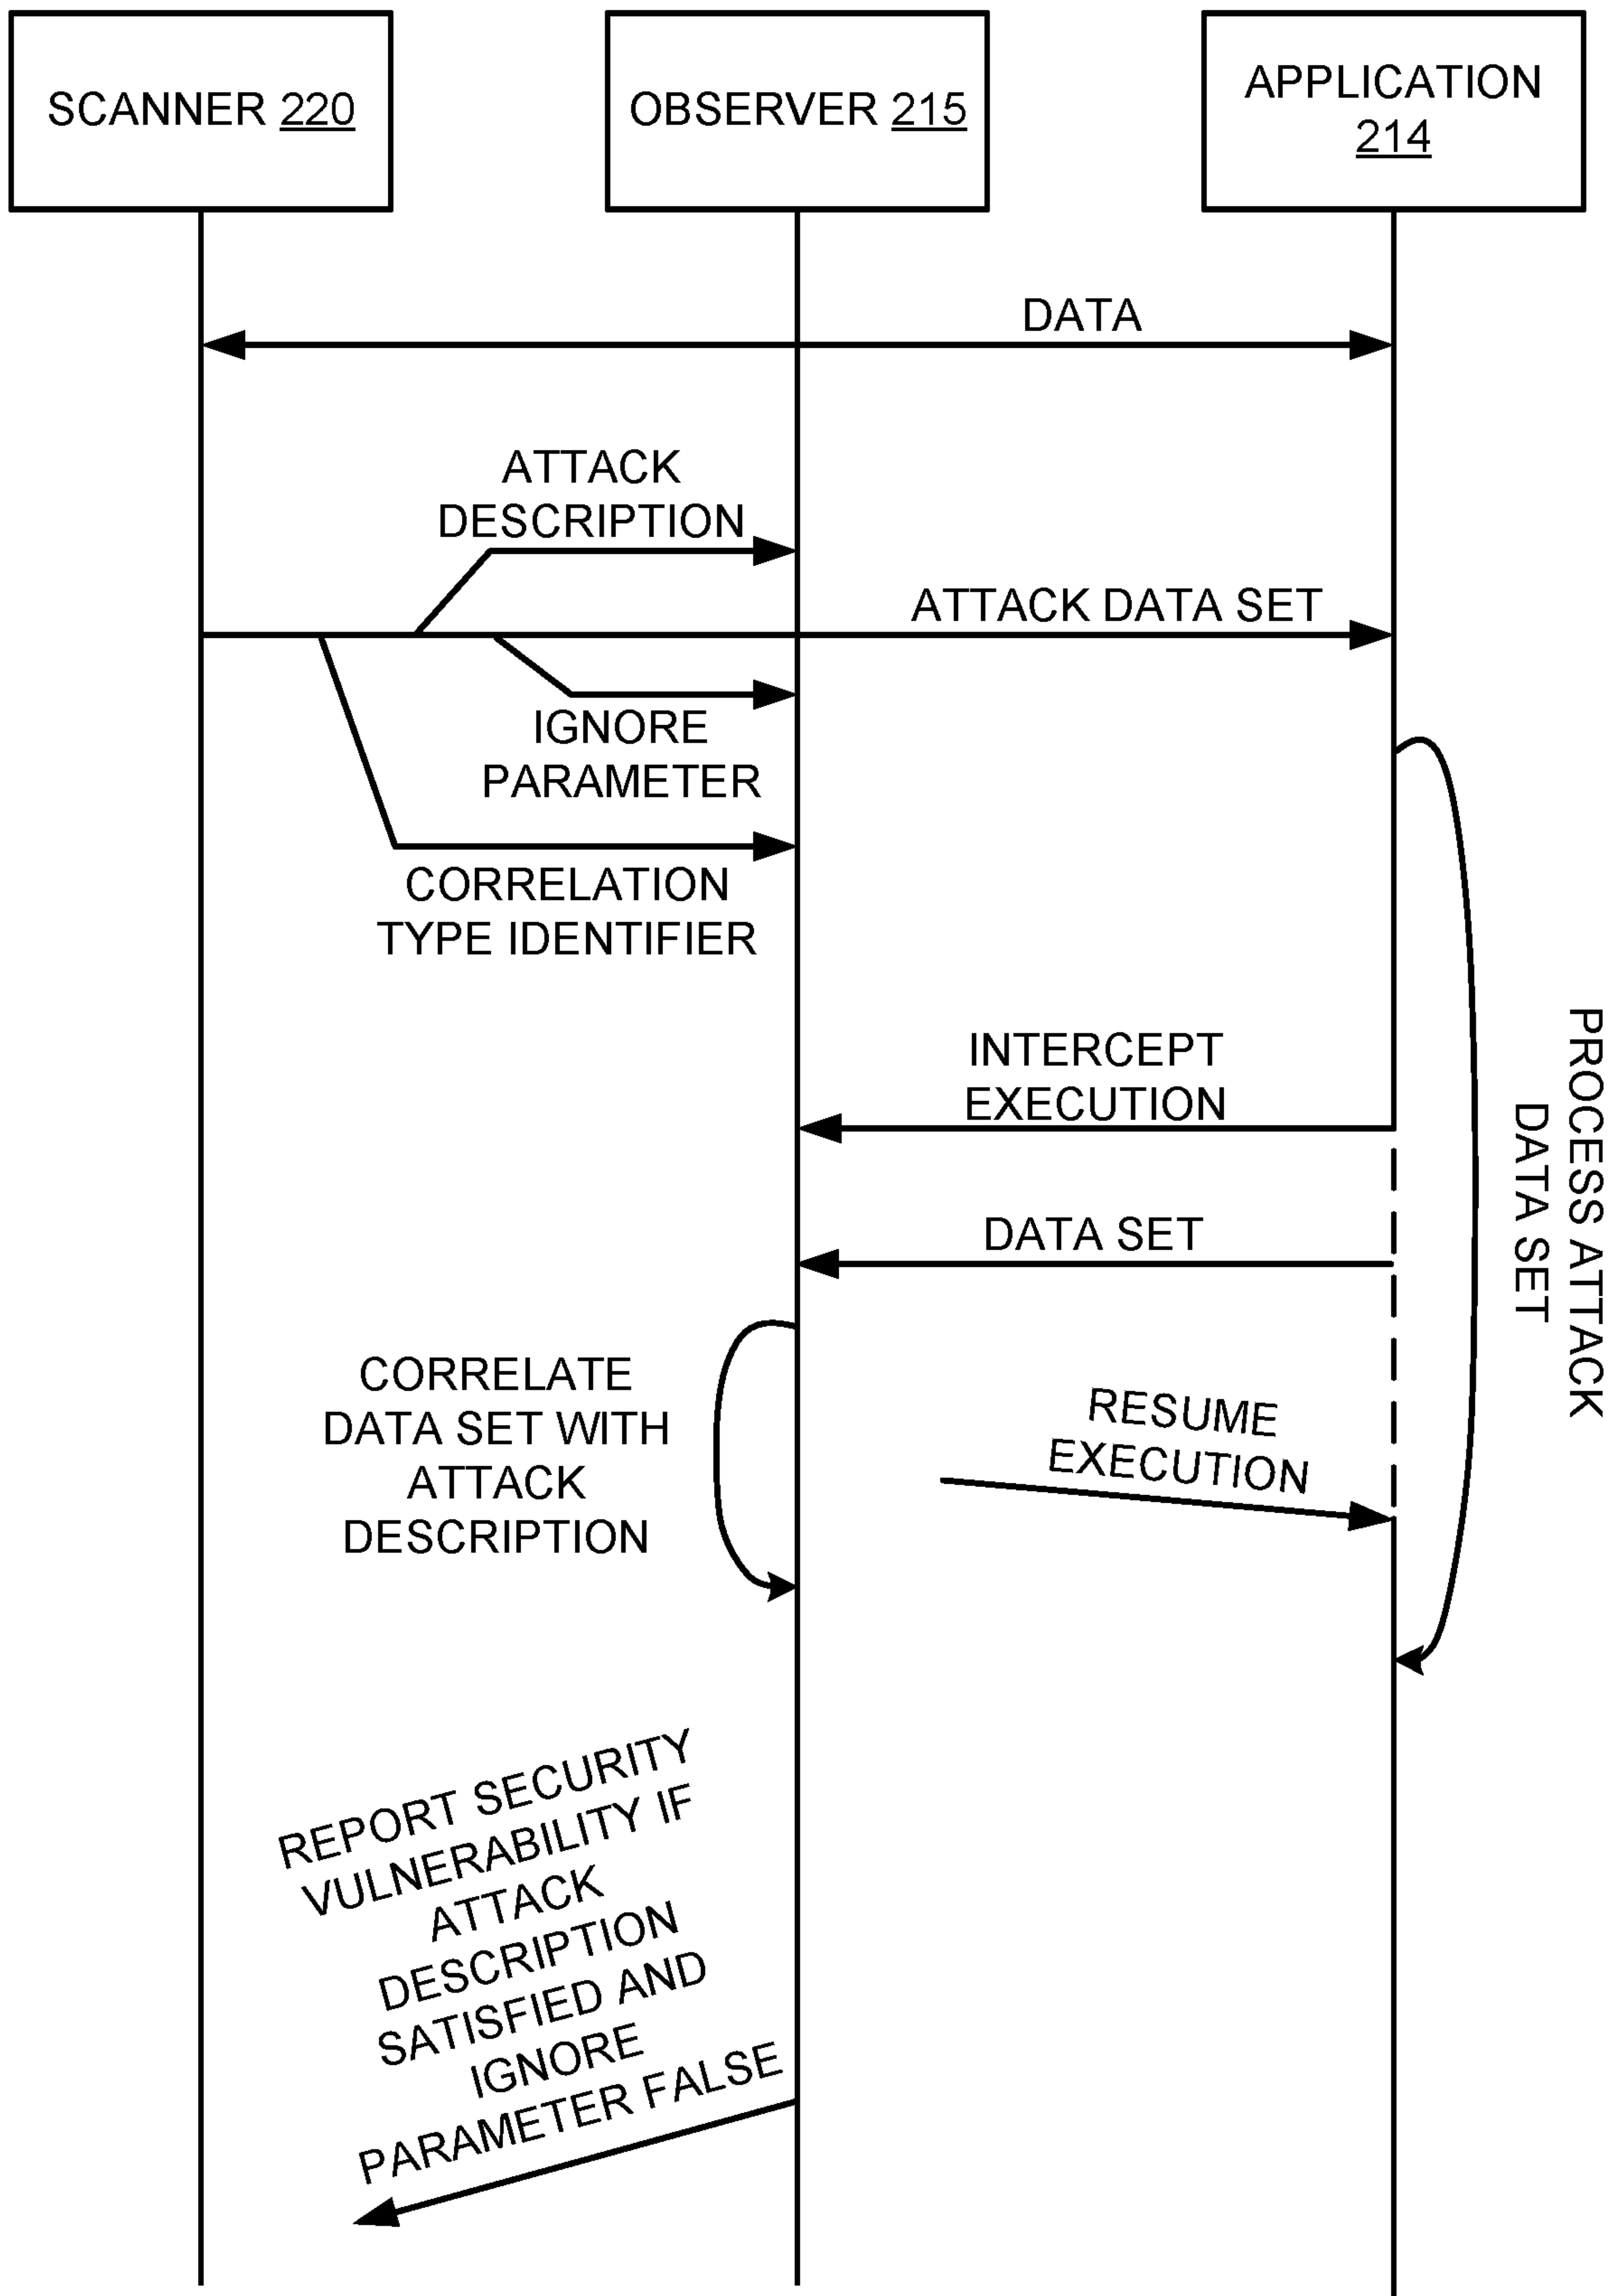 SCANNER 220
OBSERVER 215
APPLICATION
214
DATA
ATTACK
DESCRIPTION
ATTACK DATA SET
IGNORE
PARAMETER
CORRELATION
TYPE IDENTIFIER
PROCESS ATTACK
DATA SET
INTERCEPT
EXECUTION
DATA SET
CORRELATE
DATA SET WITH
ATTACK
DESCRIPTION
RESUME
EXECUTION
REPORT SECURITY
VULNERABILITY IF
ATTACK
DESCRIPTION
SATISFIED AND
IGNORE
PARAMETER FALSE